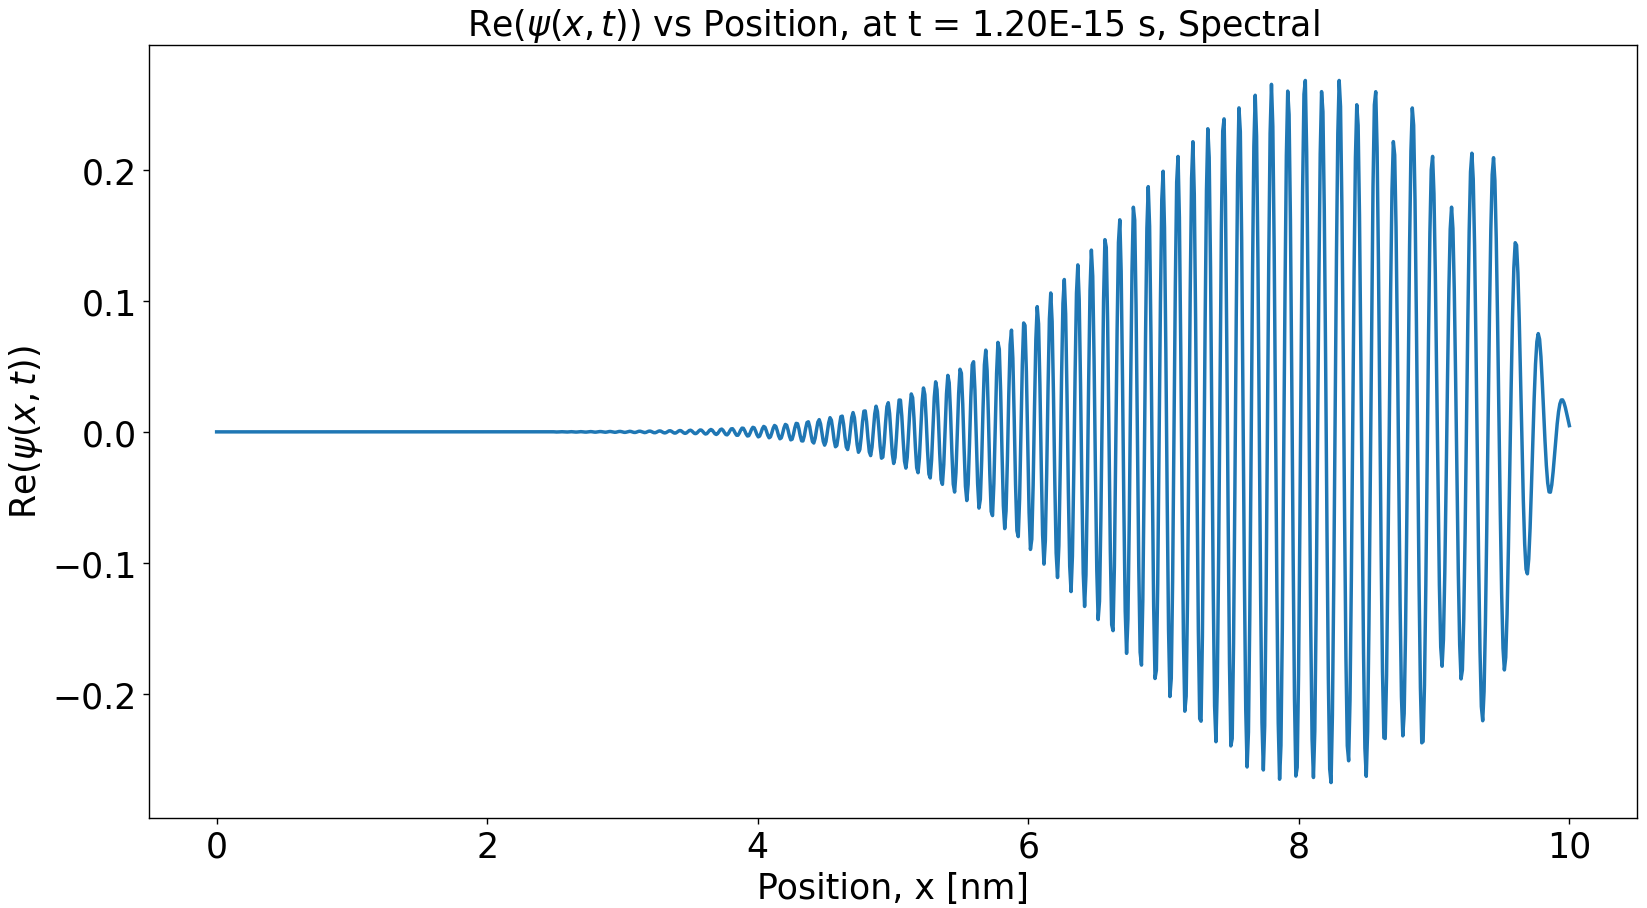 Re(ψ(x, t)) vs Position, at t = 1.20E-15 s, Spectral
Re(ψ(x, t))
0.2
0.1
0.0
−0.1
−0.2
0 2 4 6 8 10
Position, x [nm]